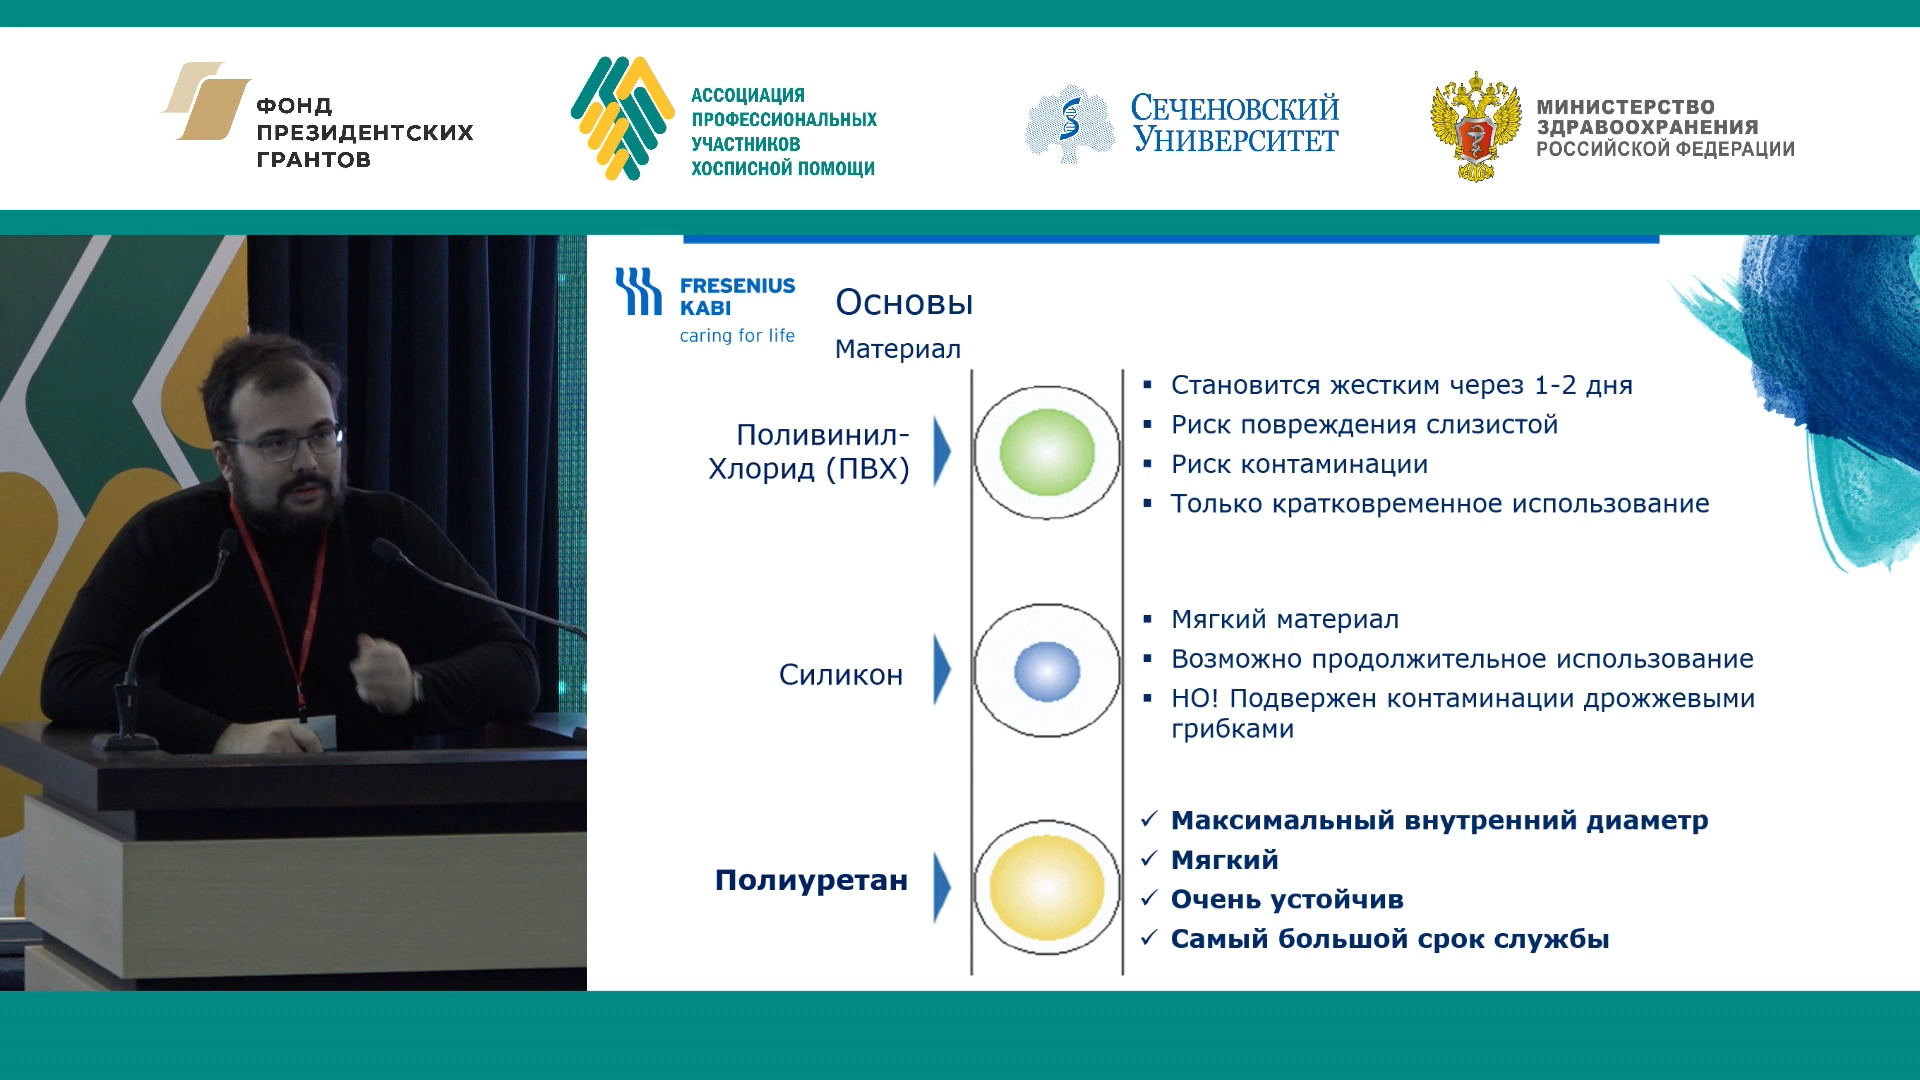 ФОНД
ПРЕЗИДЕНТСКИХ
ГРАНТОВ
АССОЦИАЦИЯ
ПРОФЕССИОНАЛЬНЫХ
УЧАСТНИКОВ
ХОСПИСНОЙ ПОМОЩИ
СЕЧЕНОВСКИЙ
УНИВЕРСИТЕТ
МИНИСТЕРСТВО
ЗДРАВООХРАНЕНИЯ
РОССИЙСКОЙ ФЕДЕРАЦИИ
FRESENIUS
KABI
caring for life
Основы
Материал
Поливинил-
Хлорид (ПВХ)
▪ Становится жестким через 1-2 дня
▪ Риск повреждения слизистой
▪ Риск контаминации
▪ Только кратковременное использование
Силикон
▪ Мягкий материал
▪ Возможно продолжительное использование
▪ НО! Подвержен контаминации дрожжевыми
грибками
Полиуретан
✓ Максимальный внутренний диаметр
✓ Мягкий
✓ Очень устойчив
✓ Самый большой срок службы